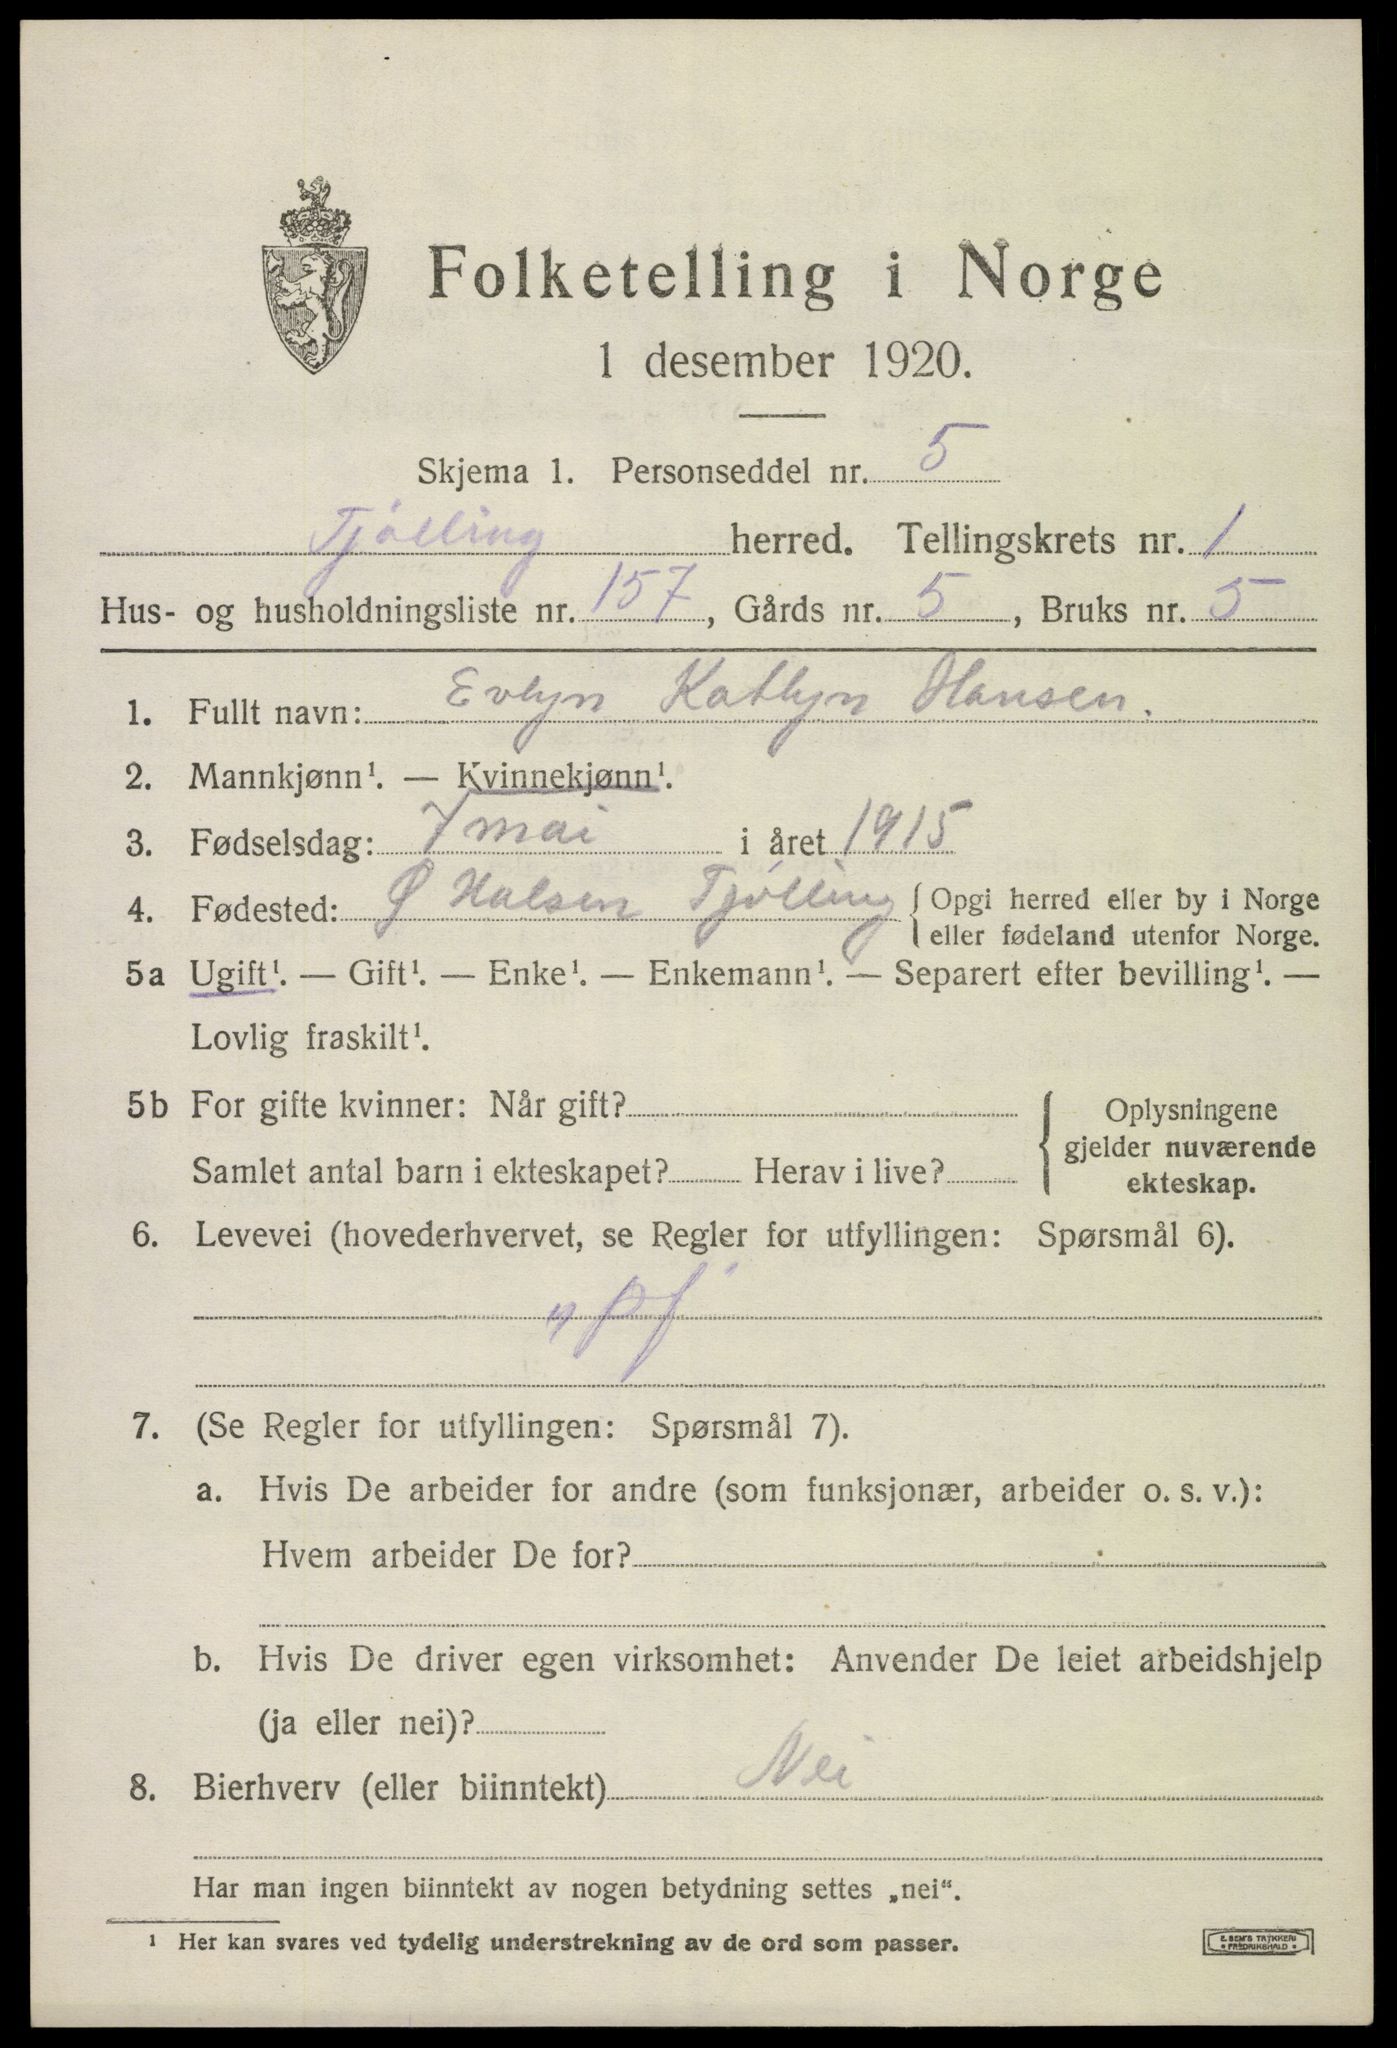 Folketelling i Norge
1 desember 1920.
Skjema 1. Personseddel nr. 5
Tjølling herred. Tellingskrets nr. 1
Hus- og husholdningsliste nr. 157, Gårds nr. 5, Bruks nr. 5
1. Fullt navn: Evlyn Kathlyn Hansen.
2. Mannkjønn¹. — Kvinnekjønn¹.
3. Fødselsdag: 7 mai i året 1915
4. Fødested: Ø Halsen Tjølling { Opgi herred eller by i Norge
eller fødeland utenfor Norge.
5a Ugift¹. — Gift¹. — Enke¹. — Enkemann¹. — Separert efter bevilling¹. —
Lovlig fraskilt¹.
5b For gifte kvinner: Når gift?
Samlet antal barn i ekteskapet? Herav i live?
{ Oplysningene
gjelder nuværende
ekteskap.
6. Levevei (hovederhvervet, se Regler for utfyllingen: Spørsmål 6).
7. (Se Regler for utfyllingen: Spørsmål 7).
a. Hvis De arbeider for andre (som funksjonær, arbeider o. s. v.):
Hvem arbeider De for?
b. Hvis De driver egen virksomhet: Anvender De leiet arbeidshjelp
(ja eller nei)?
8. Bierhverv (eller biinntekt) Nei
Har man ingen biinntekt av nogen betydning settes „nei“.
¹ Her kan svares ved tydelig understrekning av de ord som passer.
E. SEM'S TRYKKERI
FREDRIKSHALD